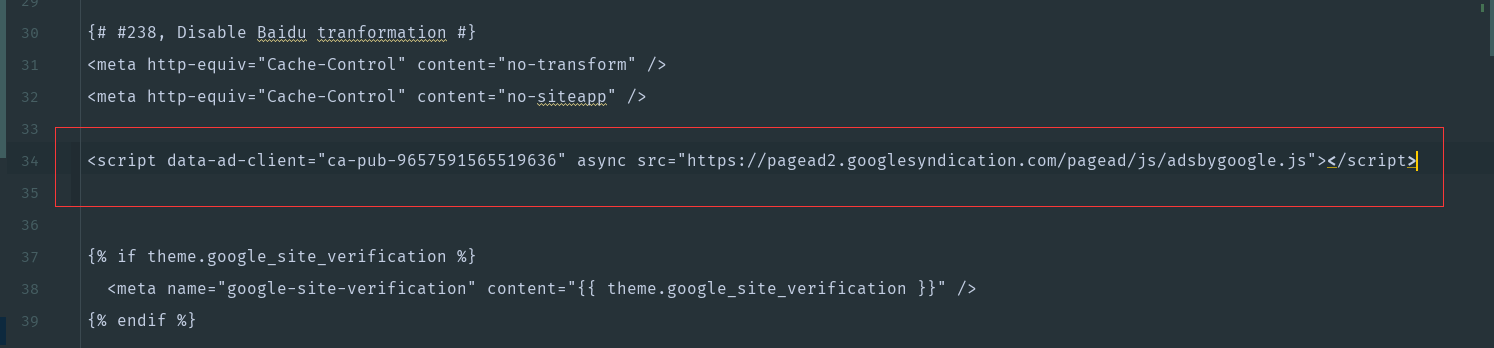 29
30 {# #238, Disable Baidu tranformation #}
31 <meta http-equiv="Cache-Control" content="no-transform" />
32 <meta http-equiv="Cache-Control" content="no-siteapp" />
33
34 <script data-ad-client="ca-pub-9657591565519636" async src="https://pagead2.googlesyndication.com/pagead/js/adsbygoogle.js"></script>
35
36
37 {% if theme.google_site_verification %}
38 <meta name="google-site-verification" content="{{ theme.google_site_verification }}" />
39 {% endif %}